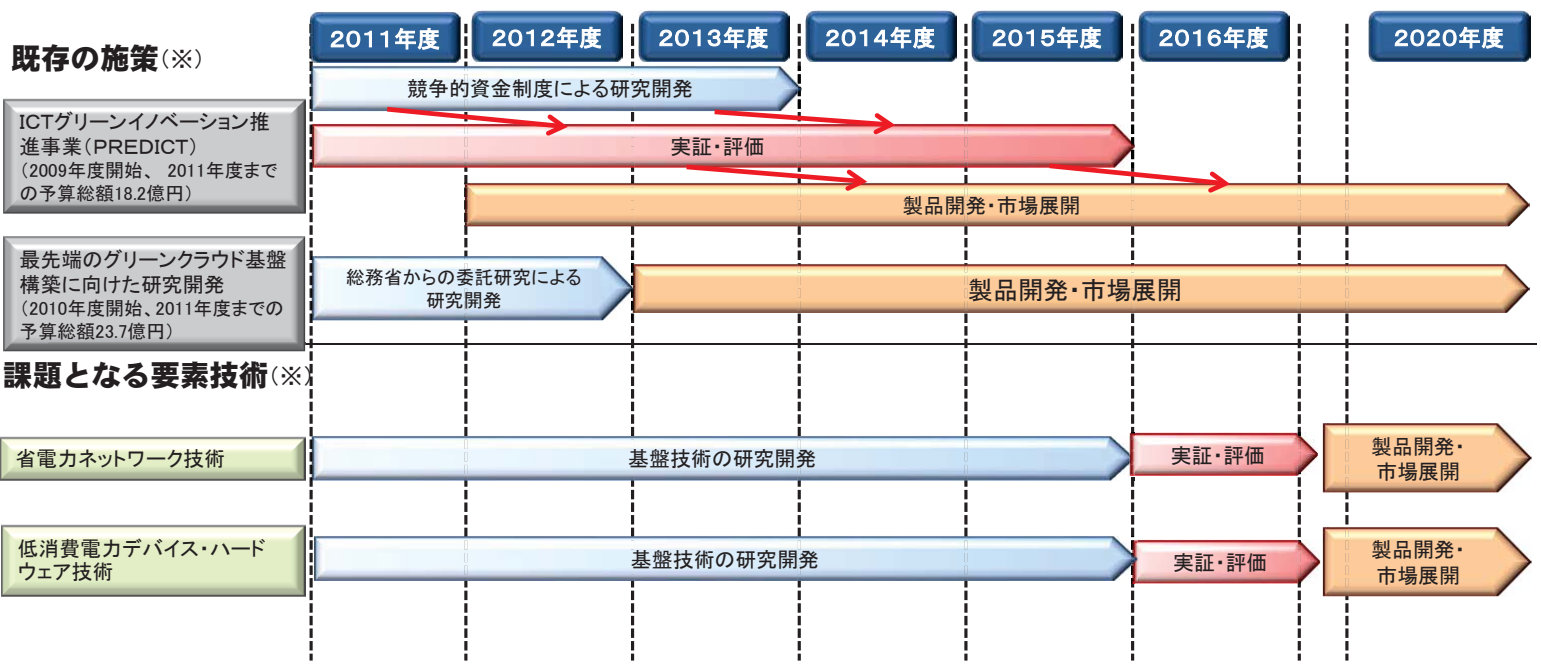 2011年度 2012年度 2013年度 2014年度 2015年度 2016年度 2020年度
既存の施策(※)
競争的資金制度による研究開発
ICTグリーンイノベーション推
進事業(PREDICT)
(2009年度開始、 2011年度まで
の予算総額18.2億円)
実証・評価
製品開発・市場展開
最先端のグリーンクラウド基盤
構築に向けた研究開発
(2010年度開始、2011年度までの
予算総額23.7億円)
総務省からの委託研究による
研究開発
製品開発・市場展開
課題となる要素技術(※)
省電力ネットワーク技術
基盤技術の研究開発
実証・評価
製品開発・
市場展開
低消費電力デバイス・ハード
ウェア技術
基盤技術の研究開発
実証・評価
製品開発・
市場展開